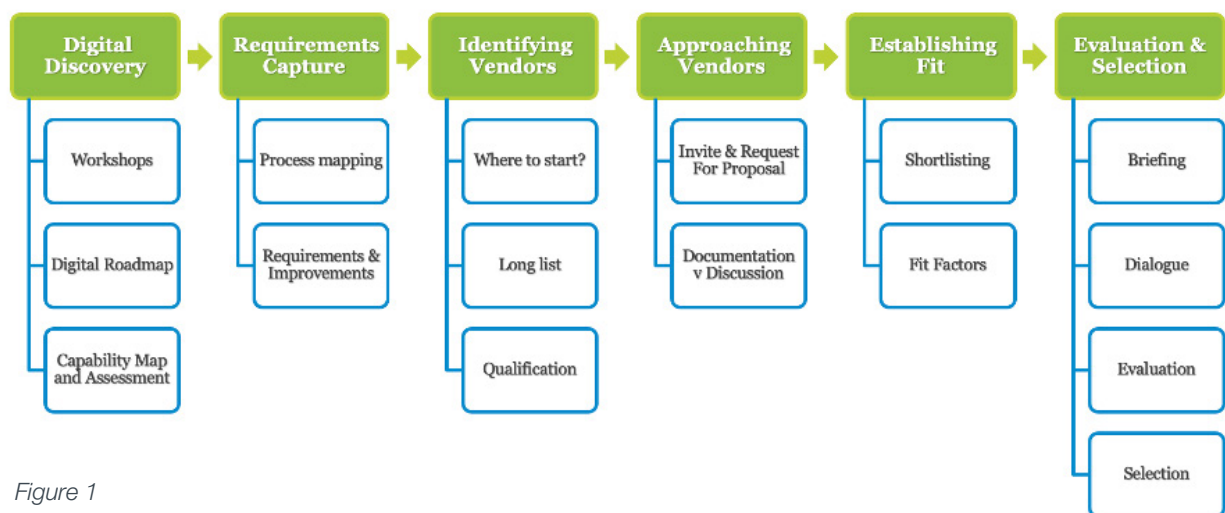 Digital
Discovery
Requirements
Capture
Identifying
Vendors
Approaching
Vendors
Establishing
Fit
Evaluation &
Selection
Workshops
Digital Roadmap
Capability Map
and Assessment
Process mapping
Requirements &
Improvements
Where to start?
Long list
Qualification
Invite & Request
For Proposal
Documentation
v Discussion
Shortlisting
Fit Factors
Briefing
Dialogue
Evaluation
Selection
Figure 1